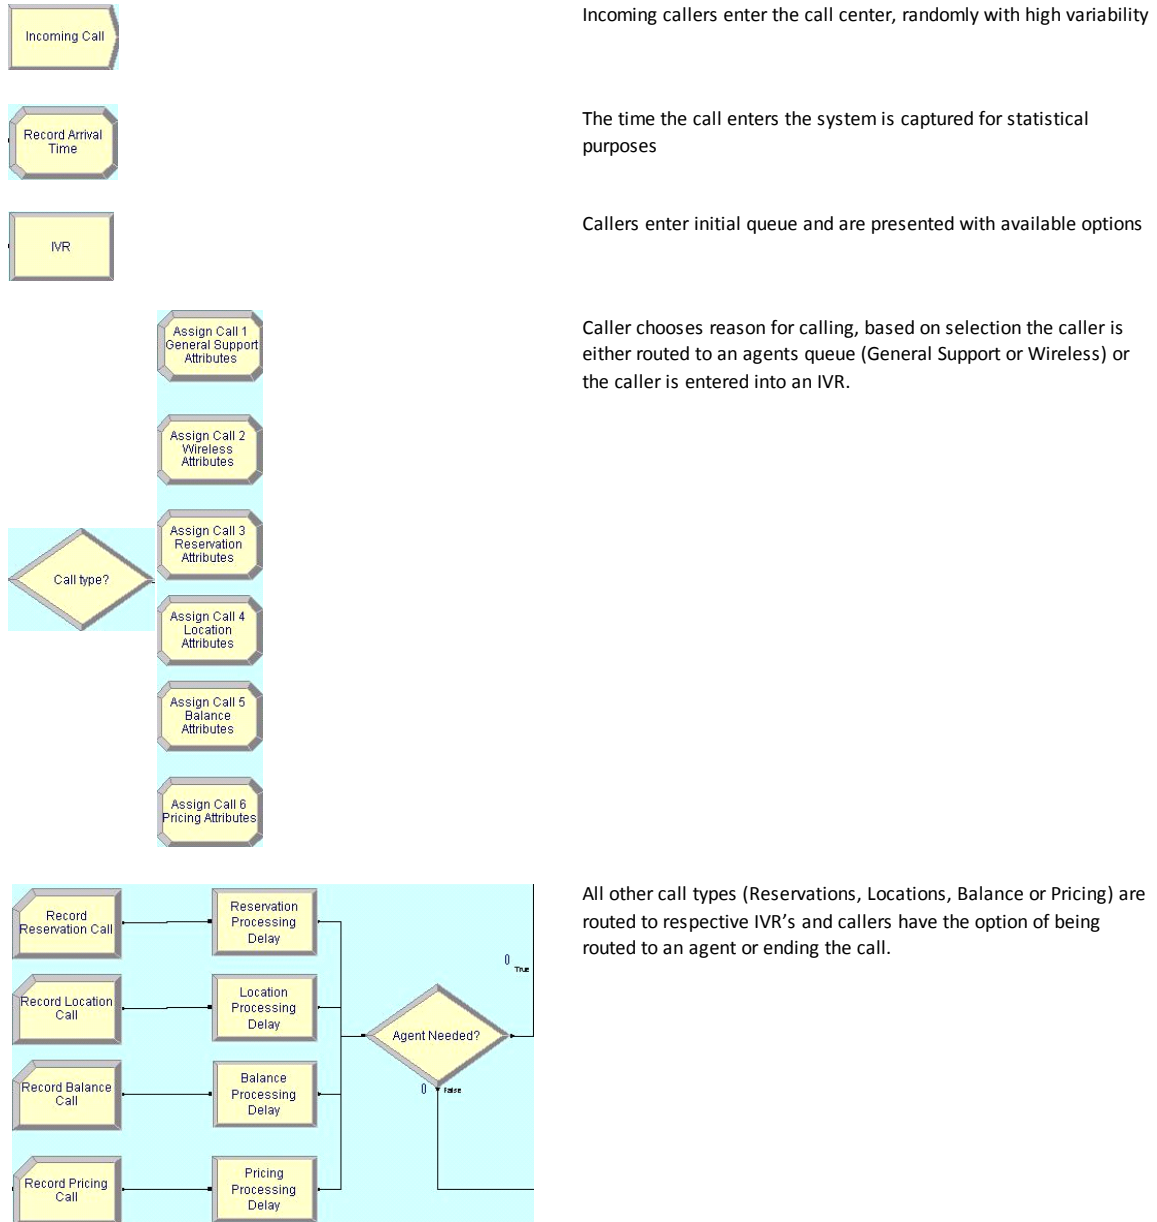 Incoming Call
Incoming callers enter the call center, randomly with high variability
Record Arrival
Time
The time the call enters the system is captured for statistical
purposes
IVR
Callers enter initial queue and are presented with available options
Call type?
Assign Call 1
General Support
Attributes
Assign Call 2
Wireless
Attributes
Assign Call 3
Reservation
Attributes
Assign Call 4
Location
Attributes
Assign Call 5
Balance
Attributes
Assign Call 6
Pricing Attributes
Caller chooses reason for calling, based on selection the caller is
either routed to an agents queue (General Support or Wireless) or
the caller is entered into an IVR.
Record
Reservation Call
Reservation
Processing
Delay
Record Location
Call
Location
Processing
Delay
Record Balance
Call
Balance
Processing
Delay
Record Pricing
Call
Pricing
Processing
Delay
Agent Needed?
0
True
0
False
All other call types (Reservations, Locations, Balance or Pricing) are
routed to respective IVR’s and callers have the option of being
routed to an agent or ending the call.